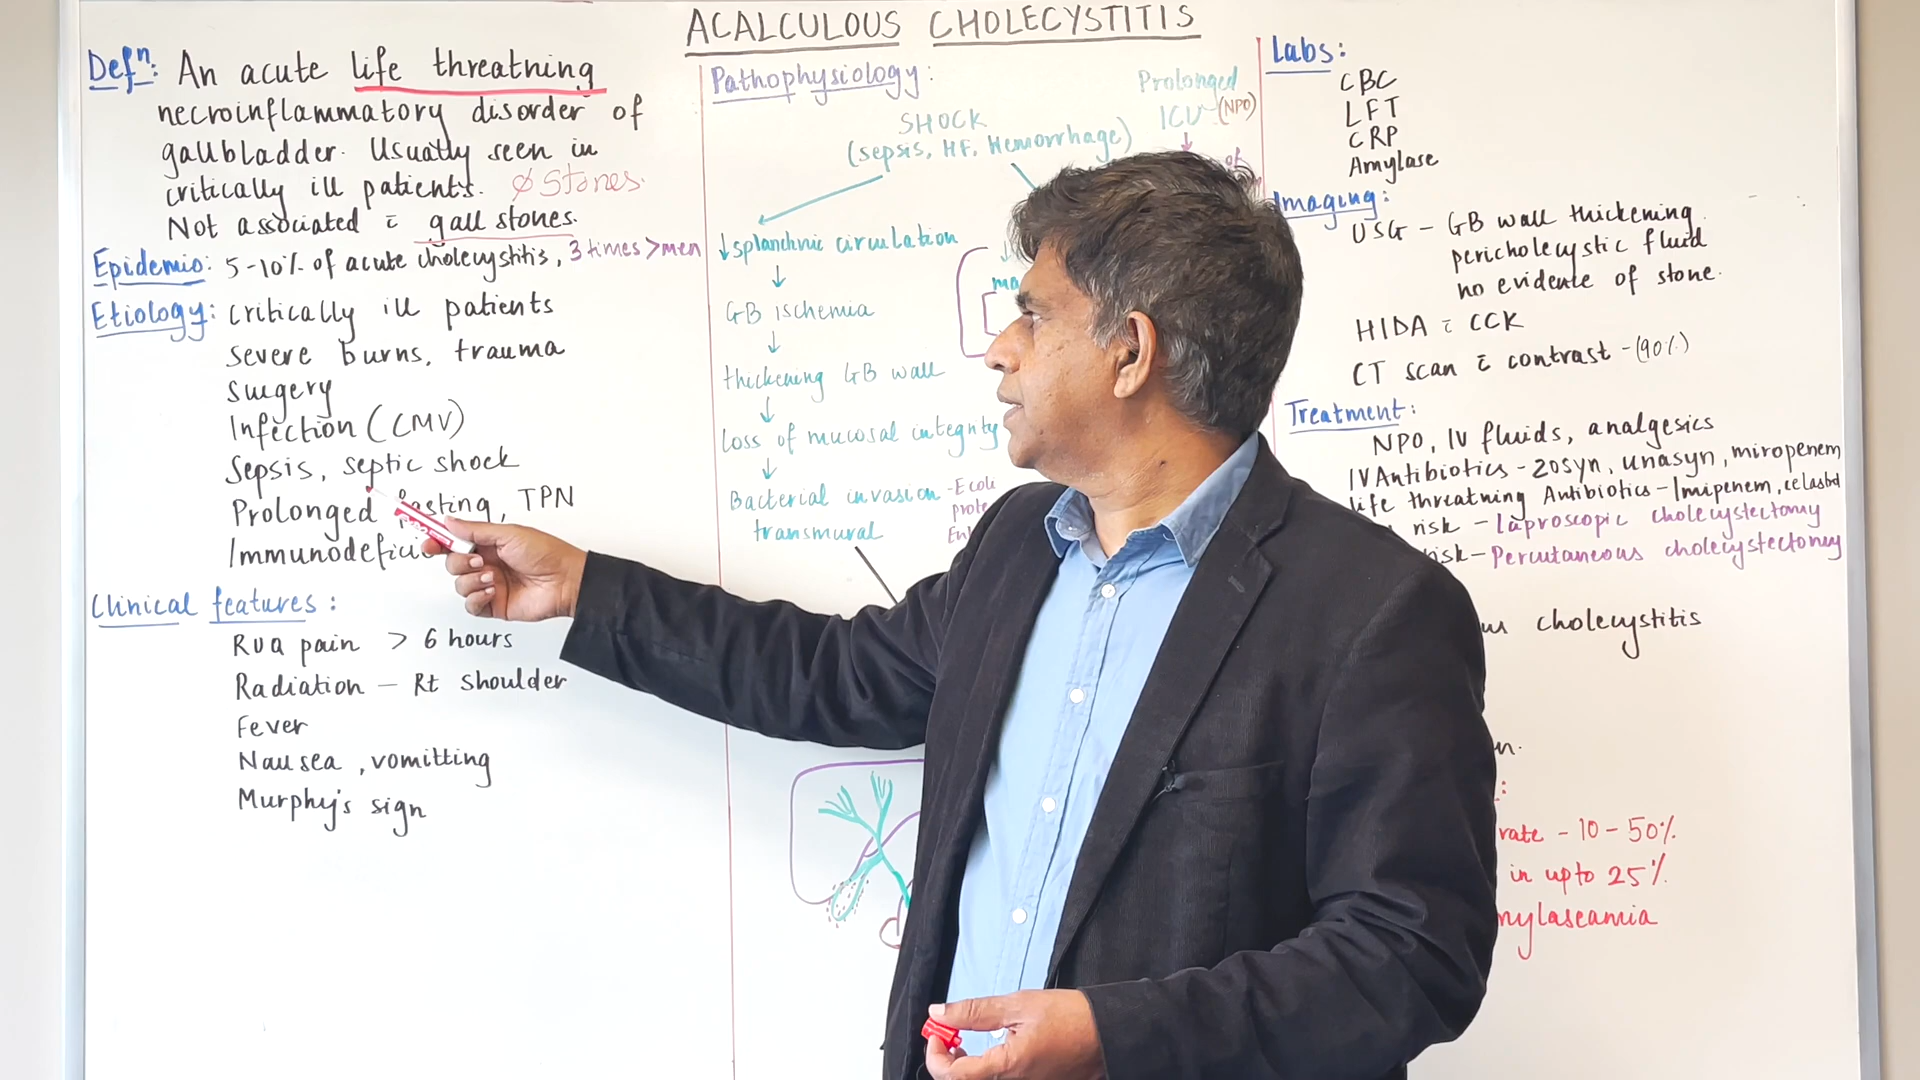 ACALCULOUS CHOLECYSTITIS
Defn: An acute life threatning
necroinflammatory disorder of
gallbladder. Usually seen in
critically ill patients. Ø Stones.
Not associated c̄ gall stones.
Epidemio: 5-10% of acute cholecystitis, 3 times > men
Etiology: critically ill patients
Severe burns, trauma
Surgery
Infection (CMV)
Sepsis, septic shock
Prolonged fasting, TPN
Clinical features:
RUQ pain > 6 hours
Radiation - Rt shoulder
Fever
Nausea, vomitting
Murphy's sign
Pathophysiology:
SHOCK
(sepsis, HF, Hemorrhage)
Prolonged
ICU (NPO)
↓splanchnic circulation
↓
GB ischemia
↓
thickening GB wall
↓
Loss of mucosal integrity
↓
Bacterial invasion - Ecoli
transmural
Labs:
CBC
LFT
CRP
Amylase
Imaging:
USG - GB wall thickening
pericholecystic fluid
no evidence of stone.
HIDA c̄ CCK
CT scan c̄ contrast - (90%)
Treatment:
NPO, IV fluids, analgesics
IV Antibiotics - zosyn, unasyn, miropenem
life threatning Antibiotics - Imipenem,
risk - Laproscopic cholecystectomy
risk - Percutaneous cholecystectomy
cholecystitis
rate - 10 - 50%
in upto 25%